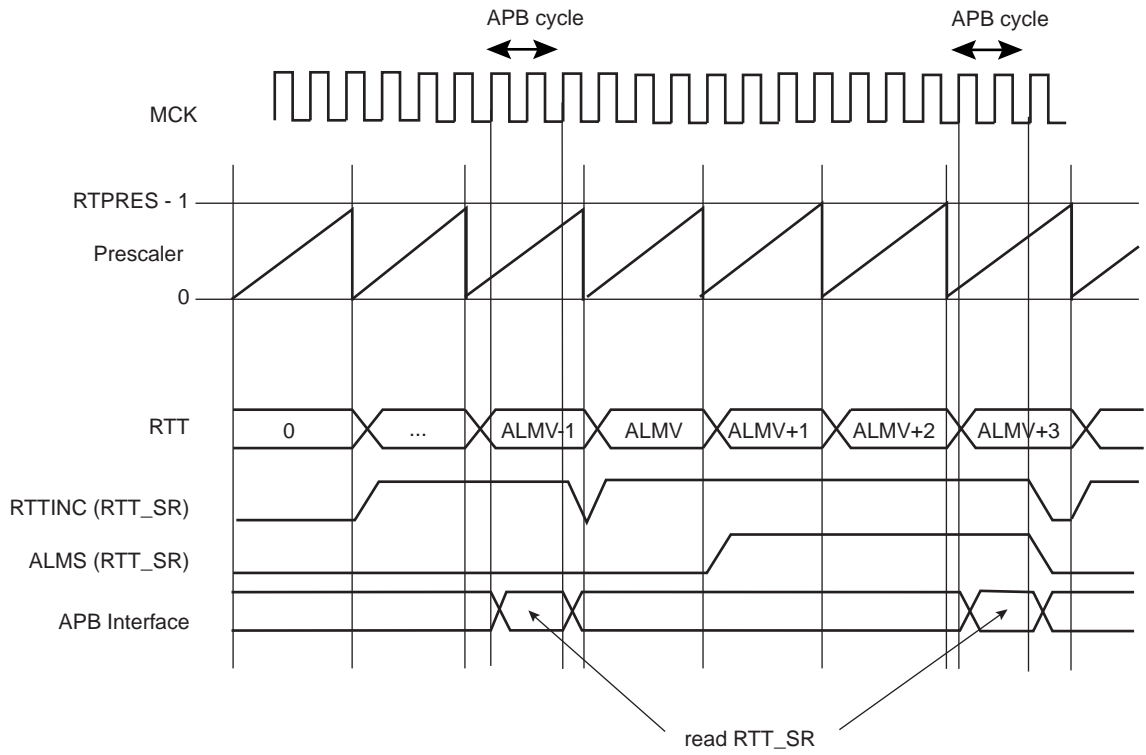 APB cycle
APB cycle
MCK
RTPRES - 1
Prescaler
0
RTT
0
...
ALMV-1
ALMV
ALMV+1
ALMV+2
ALMV+3
RTTINC (RTT_SR)
ALMS (RTT_SR)
APB Interface
read RTT_SR